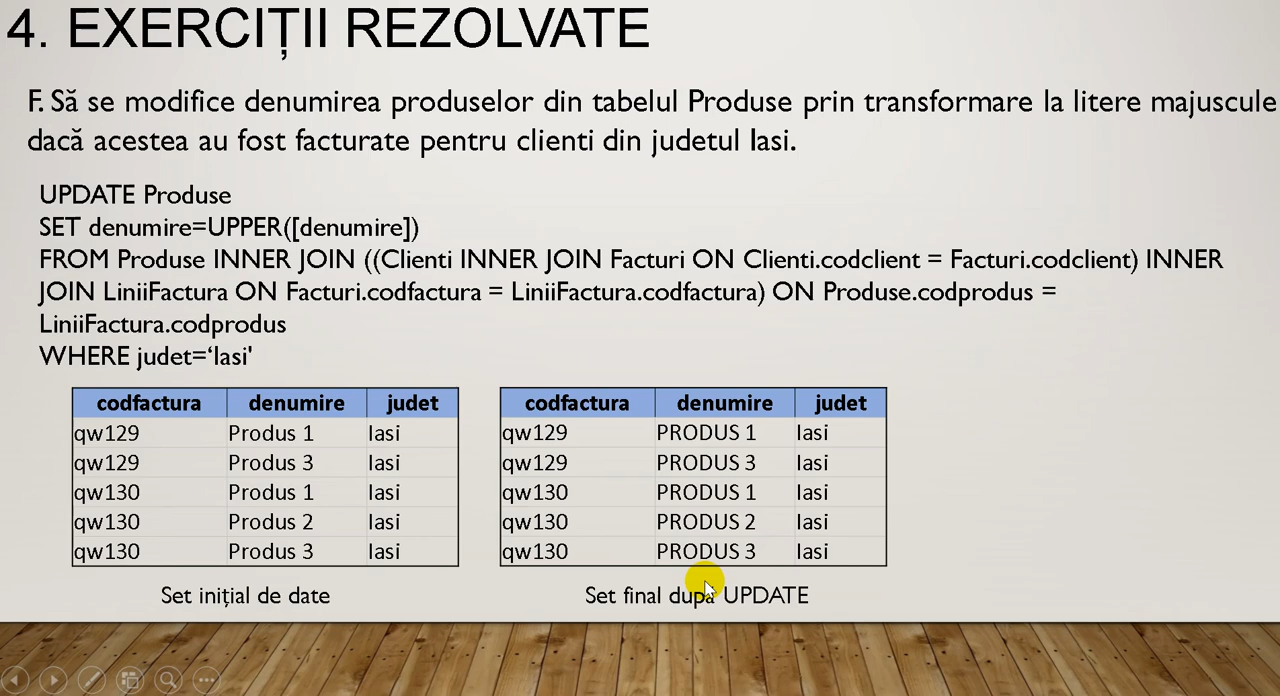 4. EXERCIȚII REZOLVATE
F. Să se modifice denumirea produselor din tabelul Produse prin transformare la litere majuscule
dacă acestea au fost facturate pentru clienti din judetul Iasi.
UPDATE Produse
SET denumire=UPPER([denumire])
FROM Produse INNER JOIN ((Clienti INNER JOIN Facturi ON Clienti.codclient = Facturi.codclient) INNER
JOIN LiniiFactura ON Facturi.codfactura = LiniiFactura.codfactura) ON Produse.codprodus =
LiniiFactura.codprodus
WHERE judet=‘Iasi'
codfactura denumire judet
qw129 Produs 1 Iasi
qw129 Produs 3 Iasi
qw130 Produs 1 Iasi
qw130 Produs 2 Iasi
qw130 Produs 3 Iasi
Set inițial de date
codfactura denumire judet
qw129 PRODUS 1 Iasi
qw129 PRODUS 3 Iasi
qw130 PRODUS 1 Iasi
qw130 PRODUS 2 Iasi
qw130 PRODUS 3 Iasi
Set final după UPDATE